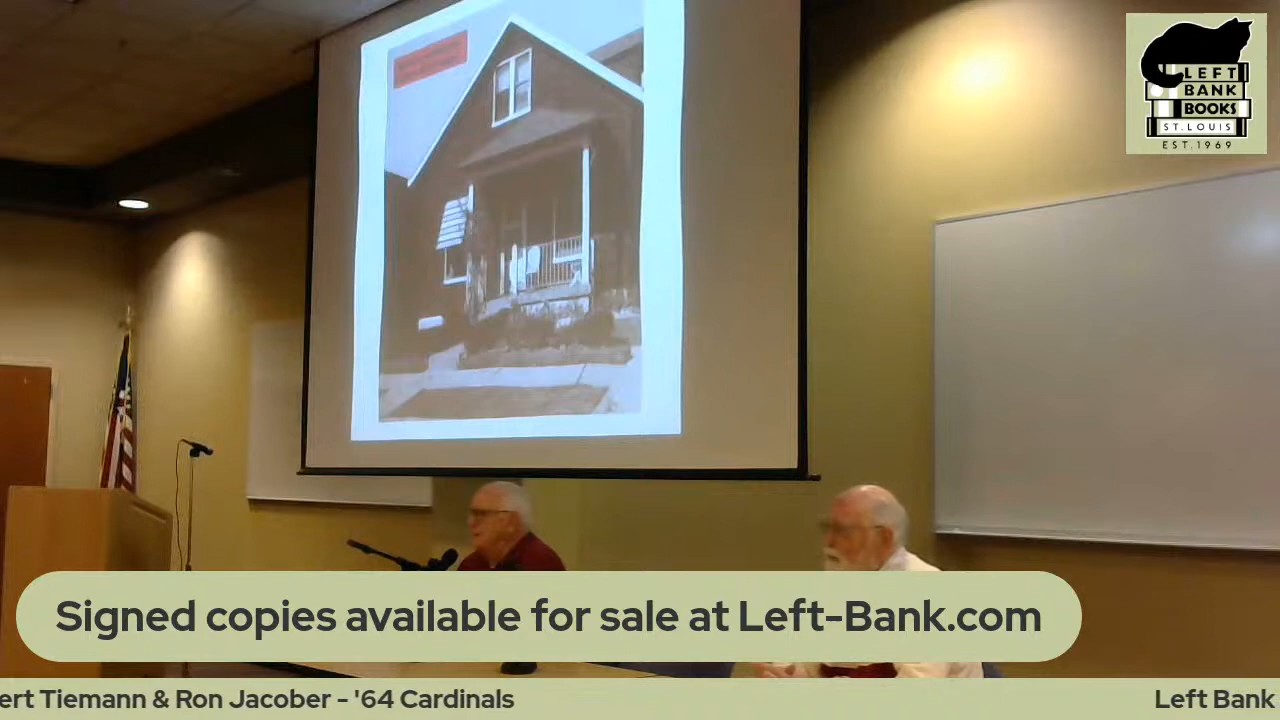 LEFT
BANK
BOOKS
ST. LOUIS
EST. 1969
Signed copies available for sale at Left-Bank.com
ert Tiemann & Ron Jacober - '64 Cardinals
Left Bank